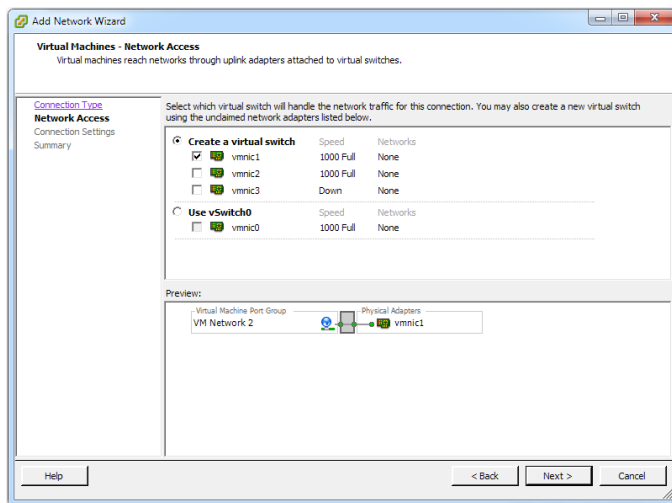 Add Network Wizard
Virtual Machines - Network Access
Virtual machines reach networks through uplink adapters attached to virtual switches.
Connection Type
Network Access
Connection Settings
Summary
Select which virtual switch will handle the network traffic for this connection. You may also create a new virtual switch
using the unclaimed network adapters listed below.
Create a virtual switch Speed Networks
vmnic1 1000 Full None
vmnic2 1000 Full None
vmnic3 Down None
Use vSwitch0 Speed Networks
vmnic0 1000 Full None
Preview:
Virtual Machine Port Group Physical Adapters
VM Network 2 vmnic1
Help < Back Next > Cancel